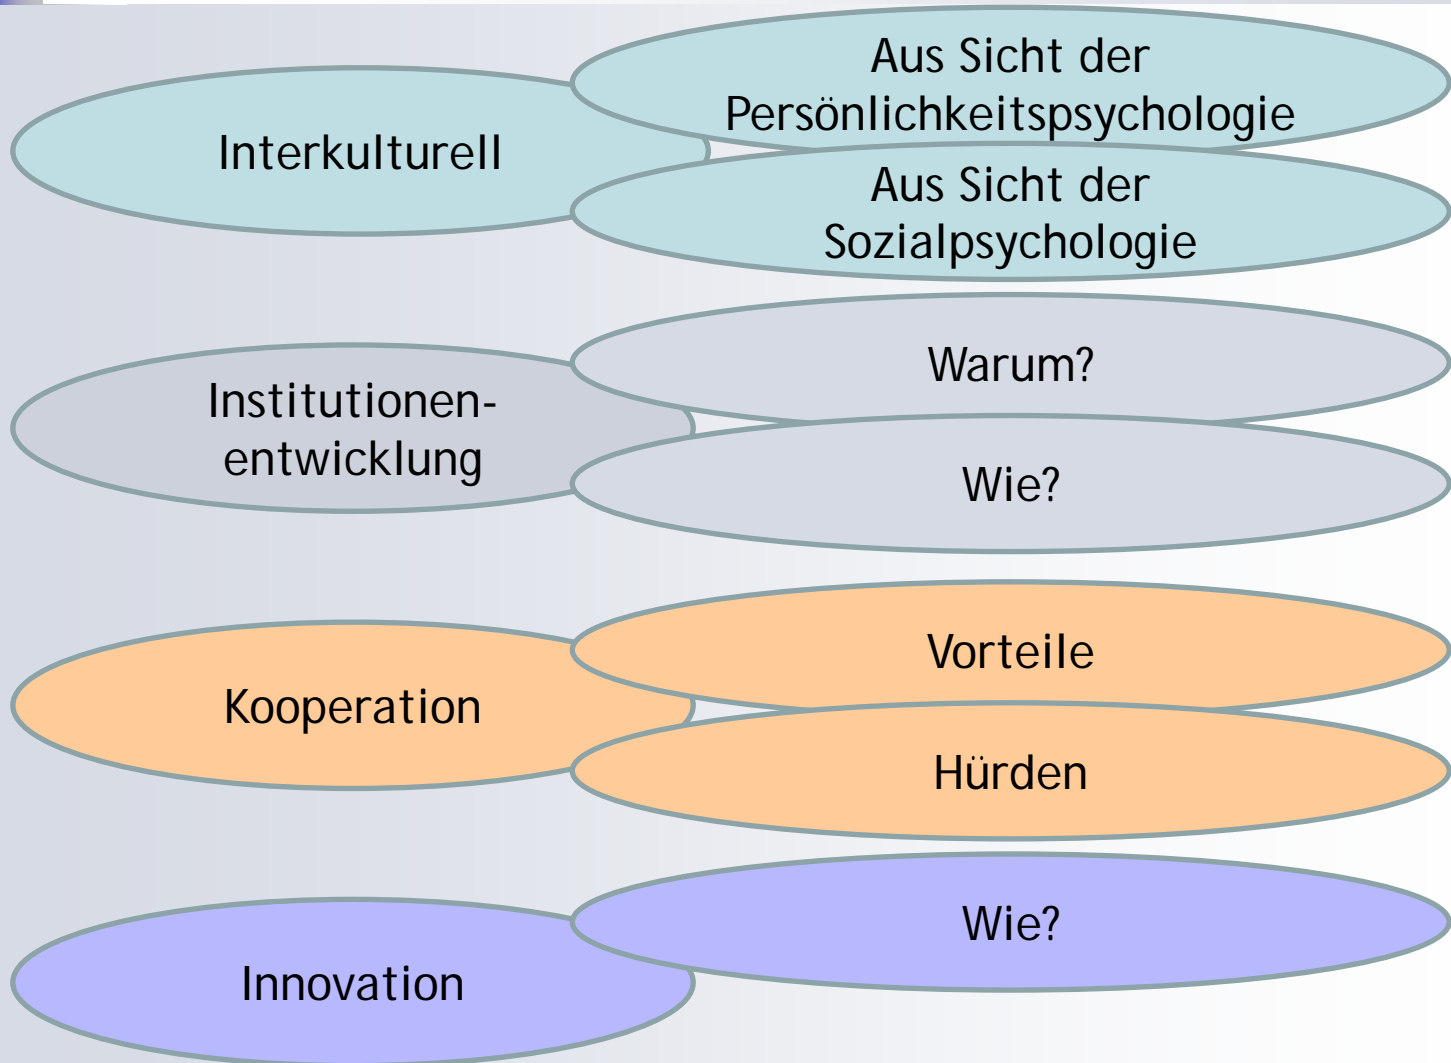 Interkulturell
Aus Sicht der
Persönlichkeitspsychologie
Aus Sicht der
Sozialpsychologie
Institutionen-
entwicklung
Warum?
Wie?
Kooperation
Vorteile
Hürden
Innovation
Wie?